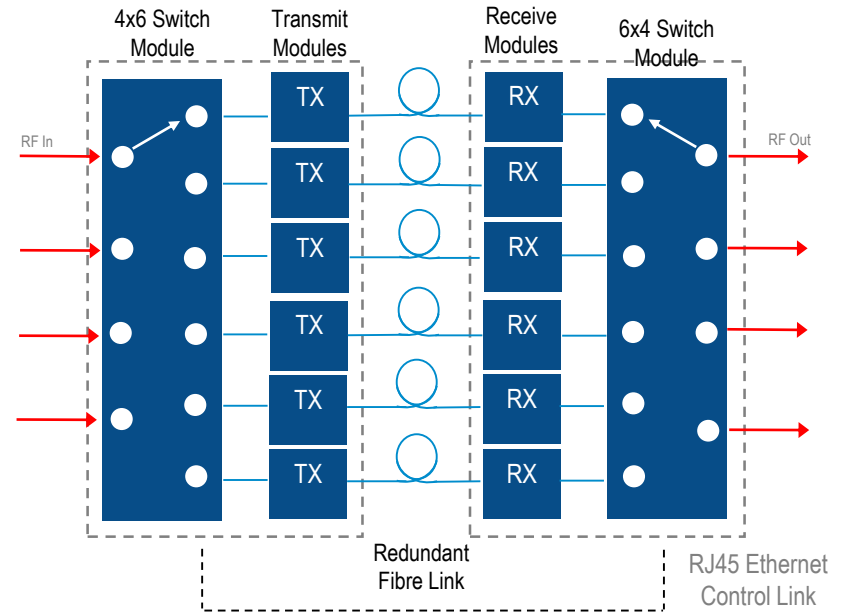 4x6 Switch
Module
Transmit
Modules
Receive
Modules
6x4 Switch
Module
RF In
RF Out
TX
RX
TX
RX
TX
RX
TX
RX
TX
RX
TX
RX
Redundant
Fibre Link
RJ45 Ethernet
Control Link